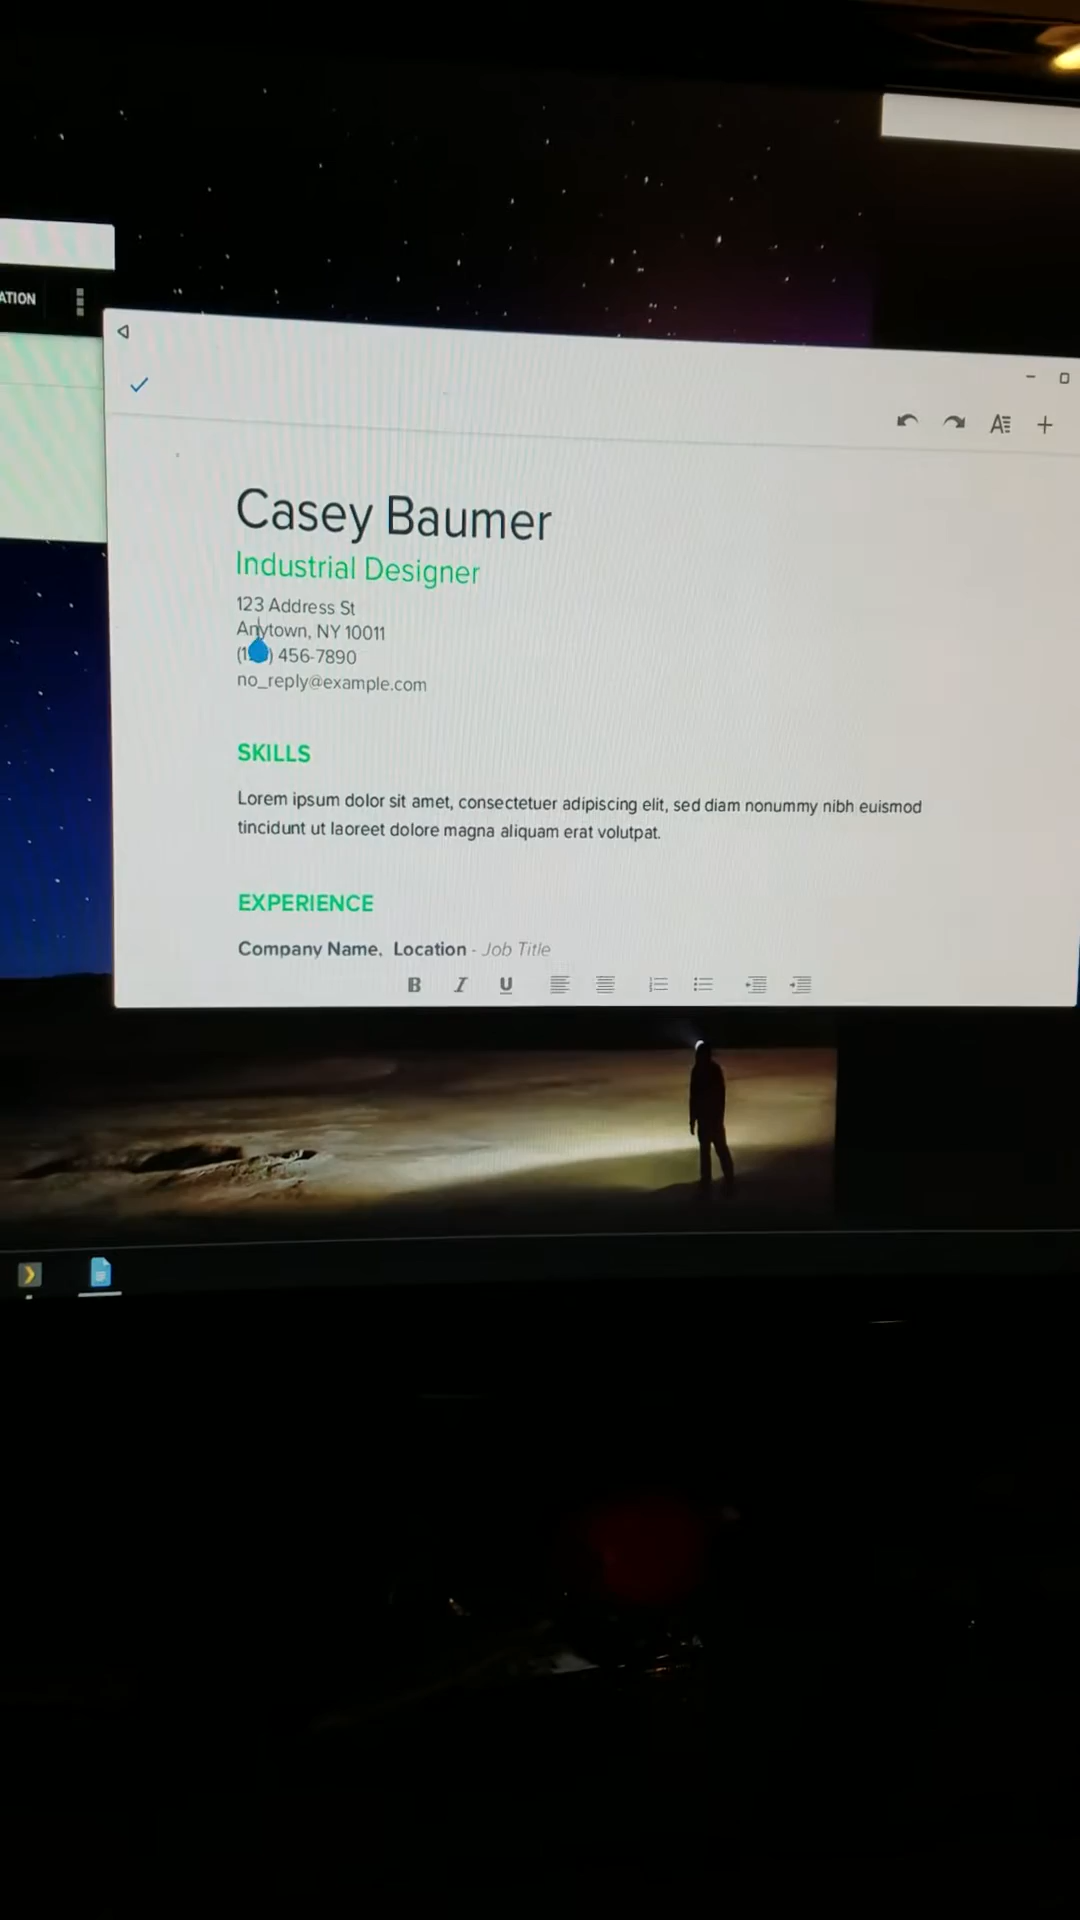 ATION
Casey Baumer
Industrial Designer
123 Address St
Anytown, NY 10011
(1 ) 456-7890
no_reply@example.com
SKILLS
Lorem ipsum dolor sit amet, consectetuer adipiscing elit, sed diam nonummy nibh euismod
tincidunt ut laoreet dolore magna aliquam erat volutpat.
EXPERIENCE
Company Name, Location - Job Title
B I U